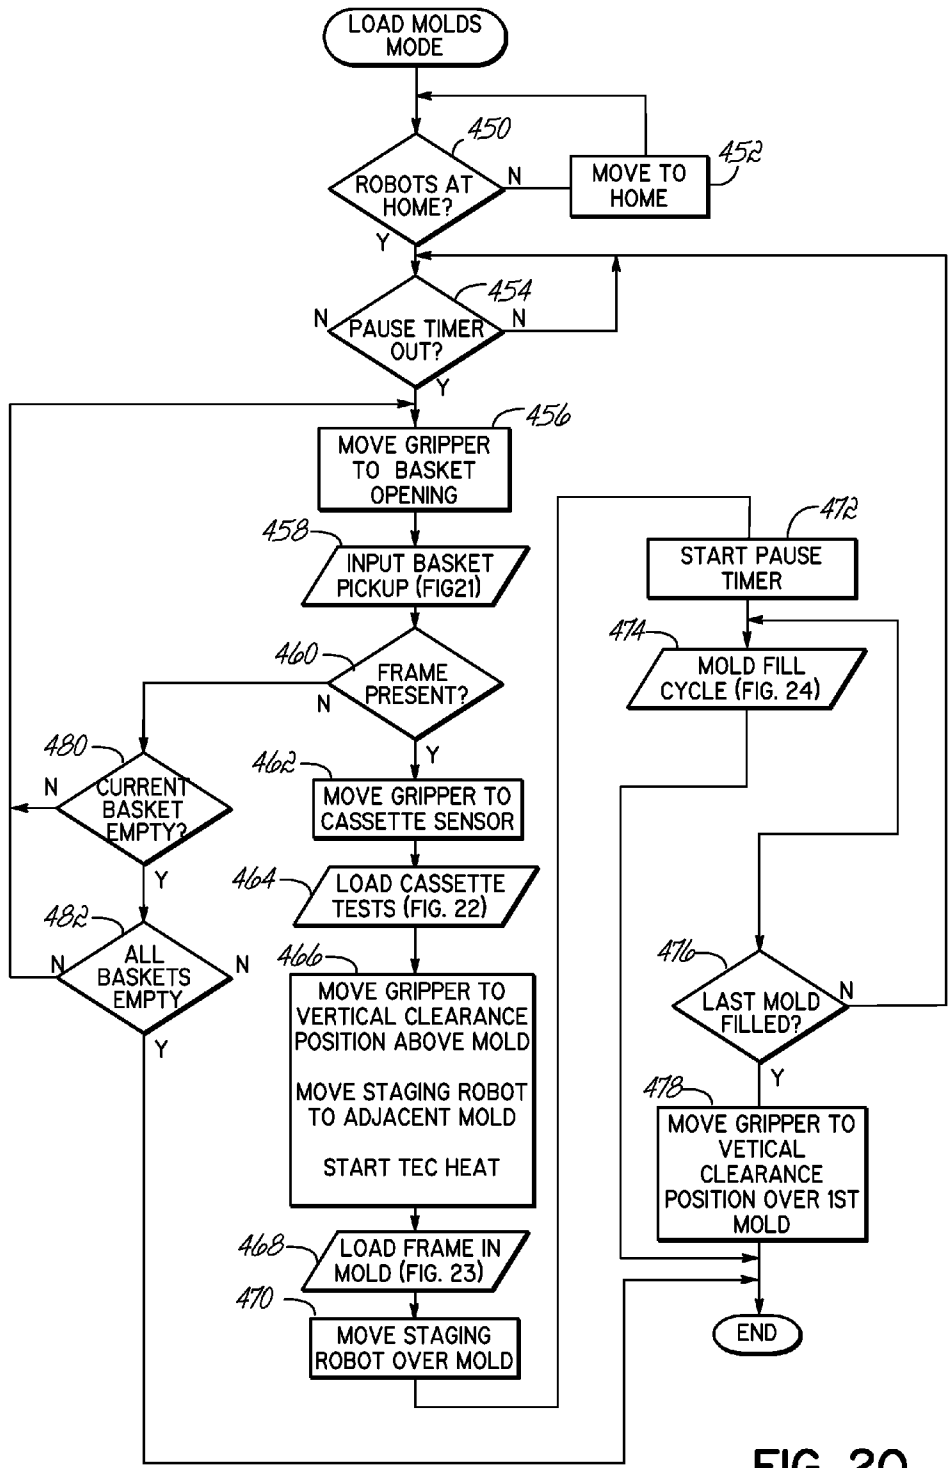 LOAD MOLDS
MODE
450
ROBOTS AT
HOME?
N
Y
452
MOVE TO
HOME
454
N
PAUSE TIMER
OUT?
N
Y
456
MOVE GRIPPER
TO BASKET
OPENING
458
INPUT BASKET
PICKUP (FIG21)
460
FRAME
PRESENT?
N
Y
480
N
CURRENT
BASKET
EMPTY?
Y
482
N
ALL
BASKETS
EMPTY
N
Y
462
MOVE GRIPPER TO
CASSETTE SENSOR
464
LOAD CASSETTE
TESTS (FIG. 22)
466
MOVE GRIPPER TO
VERTICAL CLEARANCE
POSITION ABOVE MOLD
MOVE STAGING ROBOT
TO ADJACENT MOLD
START TEC HEAT
468
LOAD FRAME IN
MOLD (FIG. 23)
470
MOVE STAGING
ROBOT OVER MOLD
472
START PAUSE
TIMER
474
MOLD FILL
CYCLE (FIG. 24)
476
LAST MOLD
FILLED?
N
Y
478
MOVE GRIPPER TO
VETICAL
CLEARANCE
POSITION OVER 1ST
MOLD
END
FIG. 20